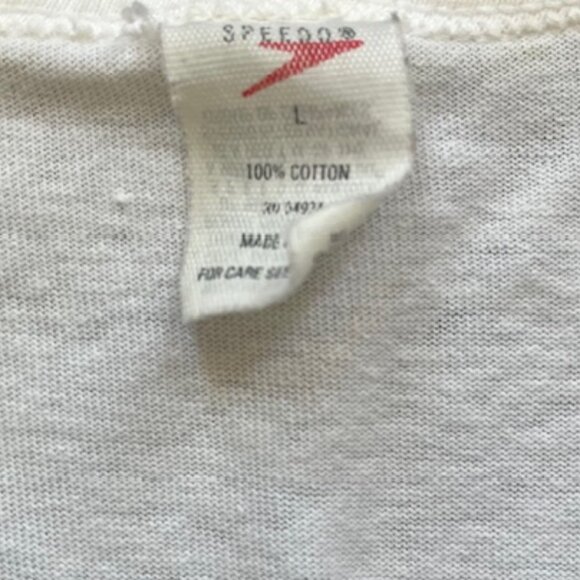 SPEEDO®
L
100% COTTON
MADE
FOR CARE SEE